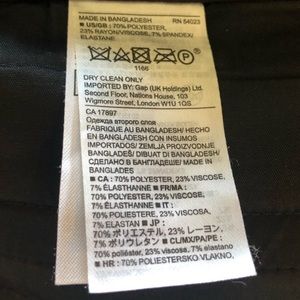 MADE IN BANGLADESH RN 54023
■ US/GB : 70% POLYESTER,
23% RAYON/VISCOSE, 7% SPANDEX/
ELASTANE
P
1166
DRY CLEAN ONLY
IMPORTED BY: Gap (UK Holdings) Ltd.
Second Floor, Nations House, 103
Wigmore Street, London W1U 1QS
CA 17897
Одежда второго слоя
FABRIQUE AU BANGLADESH/ HECHO
EN BANGLADESH CON INSUMOS
IMPORTADOS/ ZEMLJA PROIZVODNJE
BANGLADEŠ/ DIBUAT DI BANGLADESH/
СДЕЛАНО В БАНГЛАДЕШЕ/ MADE IN
BANGLADES
■ CA : 70% POLYESTER, 23% VISCOSE,
7% ÉLASTHANNE ■ FR/MA :
70% POLYESTER, 23% VISCOSE,
7% ÉLASTHANNE ■ IT :
70% POLIESTERE, 23% VISCOSA,
7% ELASTAN ■ JP :
70% ポリエステル, 23% レーヨン,
7% ポリウレタン ■ CL/MX/PA/PE :
70% poliéster, 23% viscosa, 7% elastano
■ HR : 70% POLIESTERSKO VLAKNO,